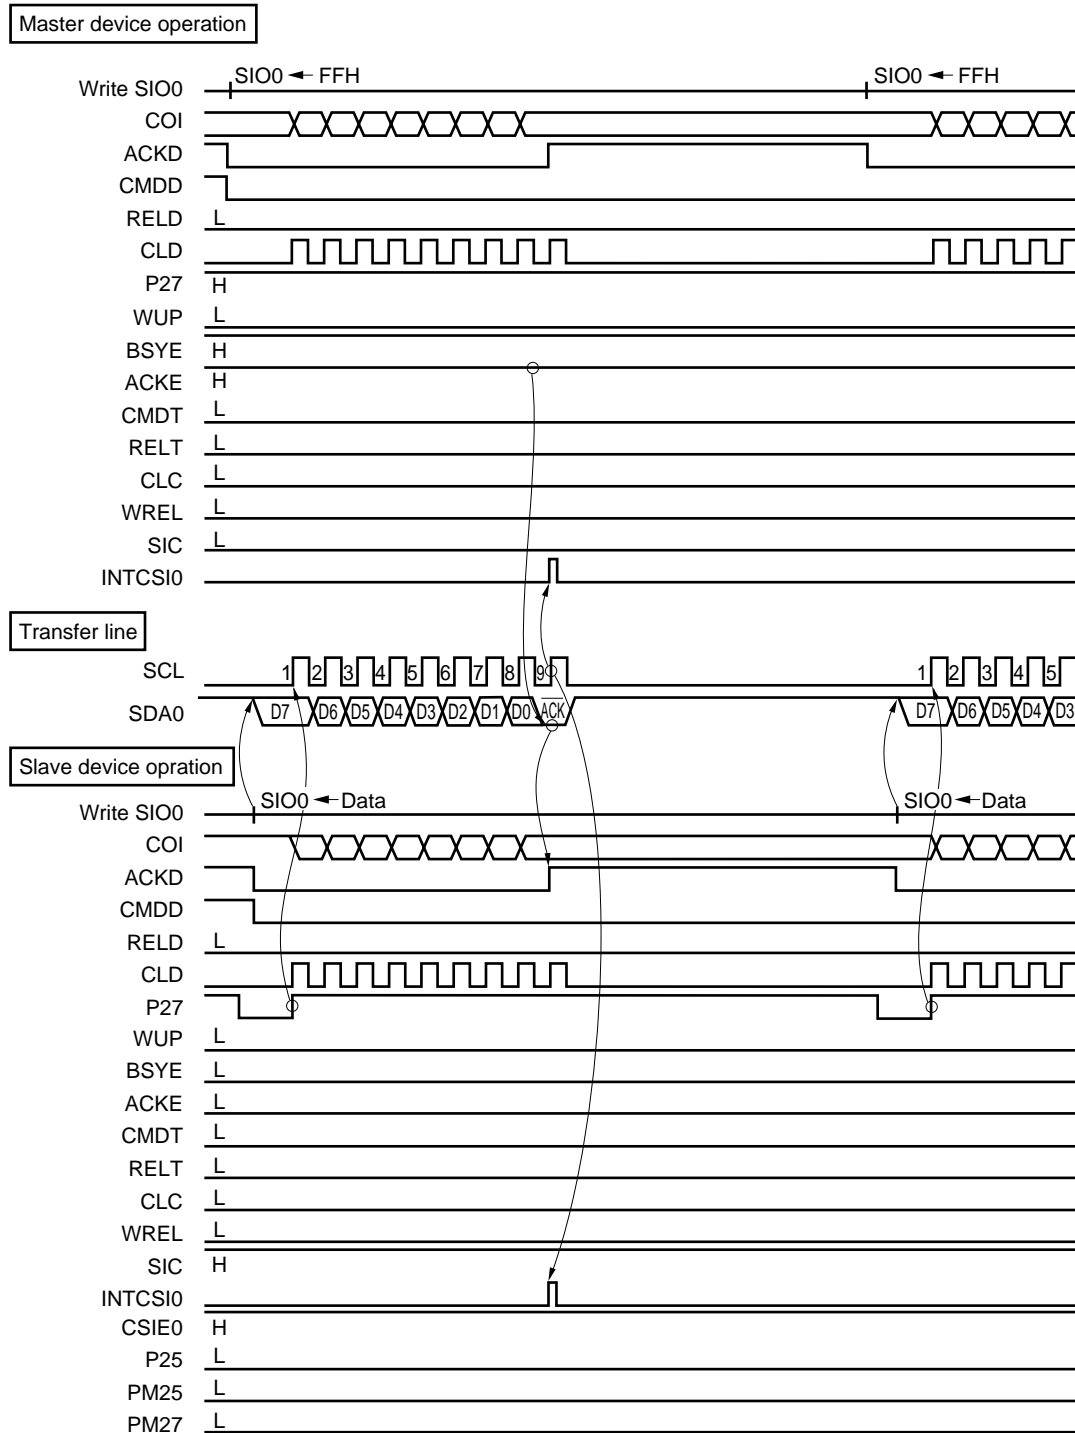 Master device operation
Write SIO0 SIO0 ← FFH SIO0 ← FFH
COI
ACKD
CMDD
RELD L
CLD
P27 H
WUP L
BSYE H
ACKE H
CMDT L
RELT L
CLC L
WREL L
SIC L
INTCSI0
Transfer line
SCL 1 2 3 4 5 6 7 8 9 1 2 3 4 5
SDA0 D7 D6 D5 D4 D3 D2 D1 D0 ACK D7 D6 D5 D4 D3
Slave device opration
Write SIO0 SIO0 ← Data SIO0 ← Data
COI
ACKD
CMDD
RELD L
CLD
P27
WUP L
BSYE L
ACKE L
CMDT L
RELT L
CLC L
WREL L
SIC H
INTCSI0
CSIE0 H
P25 L
PM25 L
PM27 L